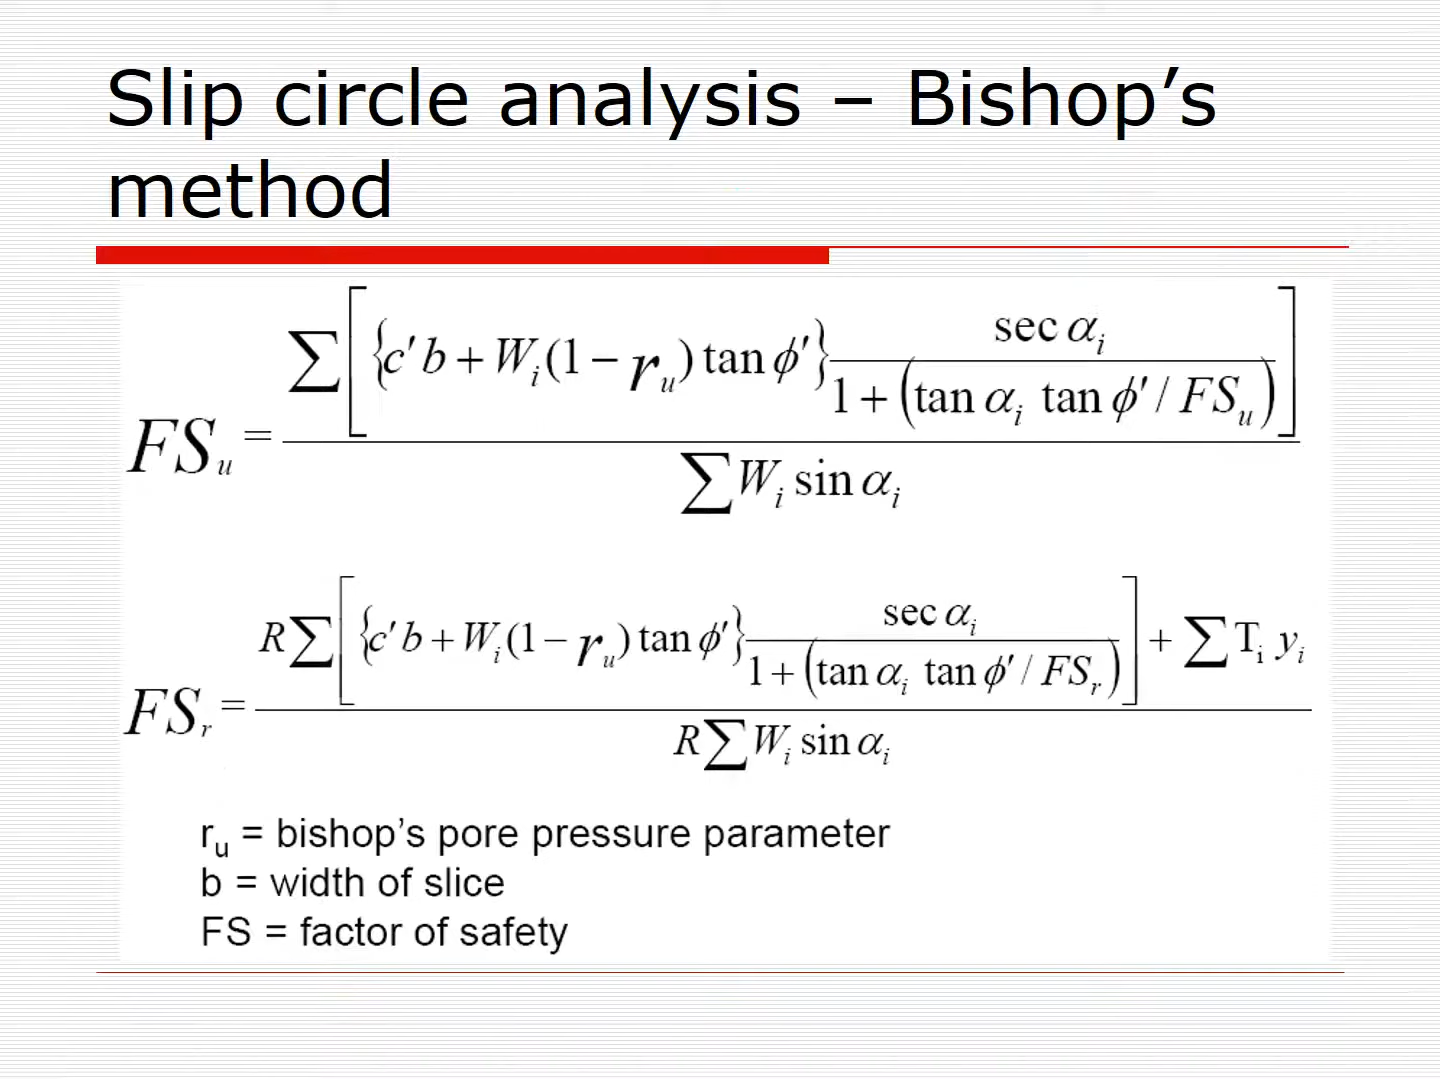 Slip circle analysis – Bishop’s
method
FS_u = ∑[{c′b + W_i(1 − r_u) tan ϕ′} sec α_i / (1 + (tan α_i tan ϕ′ / FS_u))] / ∑W_i sin α_i
FS_r = (R∑[{c′b + W_i(1 − r_u) tan ϕ′} sec α_i / (1 + (tan α_i tan ϕ′ / FS_r))] + ∑T_i y_i) / R∑W_i sin α_i
r_u = bishop’s pore pressure parameter
b = width of slice
FS = factor of safety